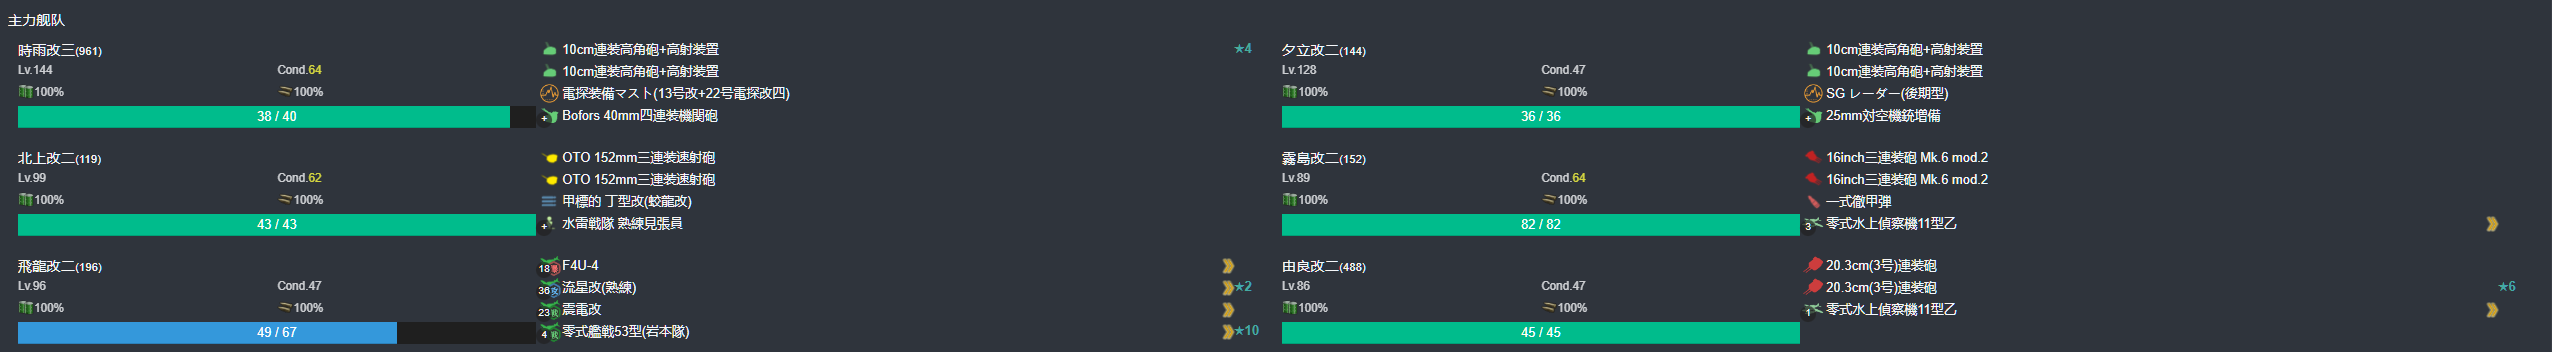 主力舰队
時雨改三(961)
Lv.144 Cond.64
100% 100%
38 / 40
10cm連装高角砲+高射装置 ★4
10cm連装高角砲+高射装置
電探装備マスト(13号改+22号電探改四)
+ Bofors 40mm四連装機関砲
夕立改二(144)
Lv.128 Cond.47
100% 100%
36 / 36
10cm連装高角砲+高射装置
10cm連装高角砲+高射装置
SG レーダー(後期型)
+ 25mm対空機銃増備
北上改二(119)
Lv.99 Cond.62
100% 100%
43 / 43
OTO 152mm三連装速射砲
OTO 152mm三連装速射砲
甲標的 丁型改(蛟龍改)
+ 水雷戦隊 熟練見張員
霧島改二(152)
Lv.89 Cond.64
100% 100%
82 / 82
16inch三連装砲 Mk.6 mod.2
16inch三連装砲 Mk.6 mod.2
一式徹甲弾
3 零式水上偵察機11型乙
飛龍改二(196)
Lv.96 Cond.47
100% 100%
49 / 67
18 F4U-4
36 流星改(熟練) ★2
23 震電改
4 零式艦戦53型(岩本隊) ★10
由良改二(488)
Lv.86 Cond.47
100% 100%
45 / 45
20.3cm(3号)連装砲
20.3cm(3号)連装砲 ★6
1 零式水上偵察機11型乙